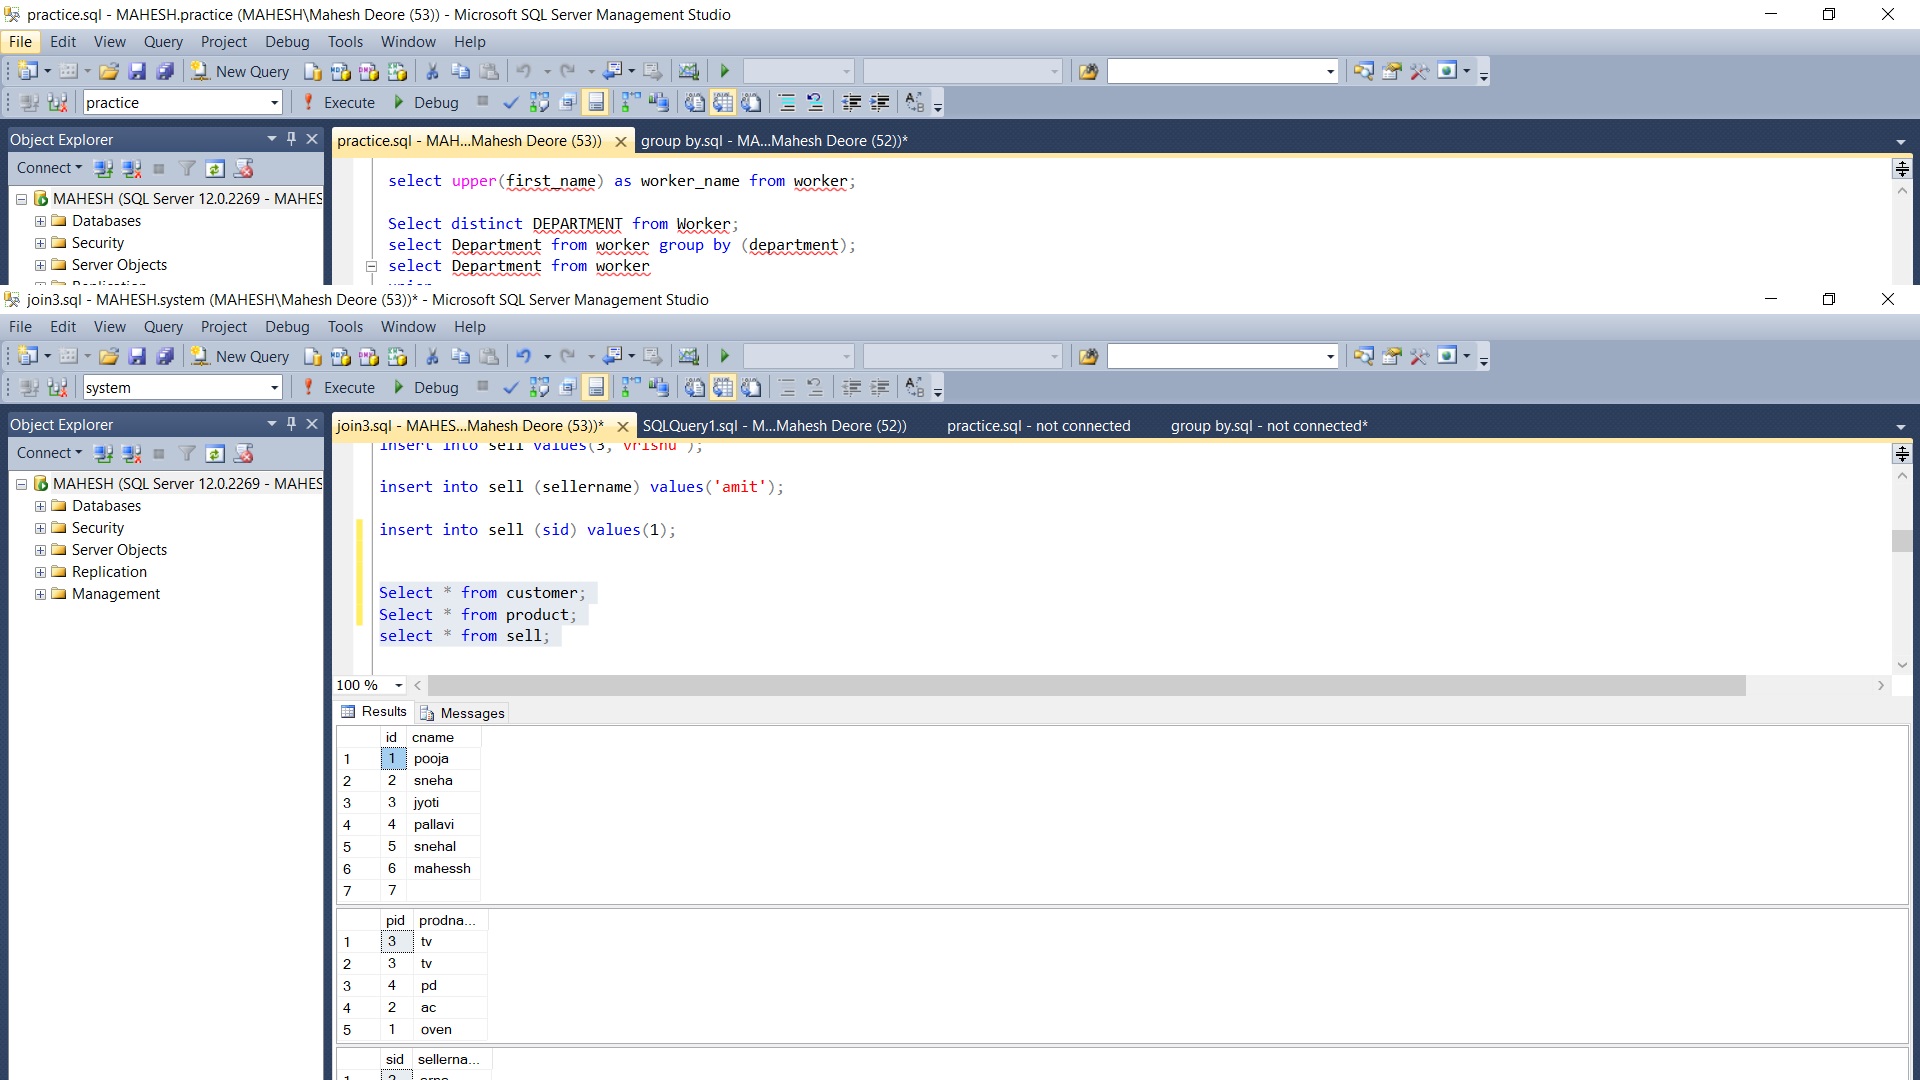 practice.sql - MAHESH.practice (MAHESH\Mahesh Deore (53)) - Microsoft SQL Server Management Studio
File Edit View Query Project Debug Tools Window Help
New Query
practice Execute Debug
Object Explorer
practice.sql - MAH...Mahesh Deore (53)) group by.sql - MA...Mahesh Deore (52))*
Connect
MAHESH (SQL Server 12.0.2269 - MAHES
Databases
Security
Server Objects
select upper(first_name) as worker_name from worker;
Select distinct DEPARTMENT from Worker;
select Department from worker group by (department);
select Department from worker
join3.sql - MAHESH.system (MAHESH\Mahesh Deore (53))* - Microsoft SQL Server Management Studio
File Edit View Query Project Debug Tools Window Help
New Query
system Execute Debug
Object Explorer
join3.sql - MAHES...Mahesh Deore (53))* SQLQuery1.sql - M...Mahesh Deore (52)) practice.sql - not connected group by.sql - not connected*
Connect
MAHESH (SQL Server 12.0.2269 - MAHES
Databases
Security
Server Objects
Replication
Management
insert into sell values(3,
insert into sell (sellername) values('amit');
insert into sell (sid) values(1);
Select * from customer;
Select * from product;
select * from sell;
100 %
Results Messages
id cname
1 1 pooja
2 2 sneha
3 3 jyoti
4 4 pallavi
5 5 snehal
6 6 mahessh
7 7
pid prodna...
1 3 tv
2 3 tv
3 4 pd
4 2 ac
5 1 oven
sid sellerna...